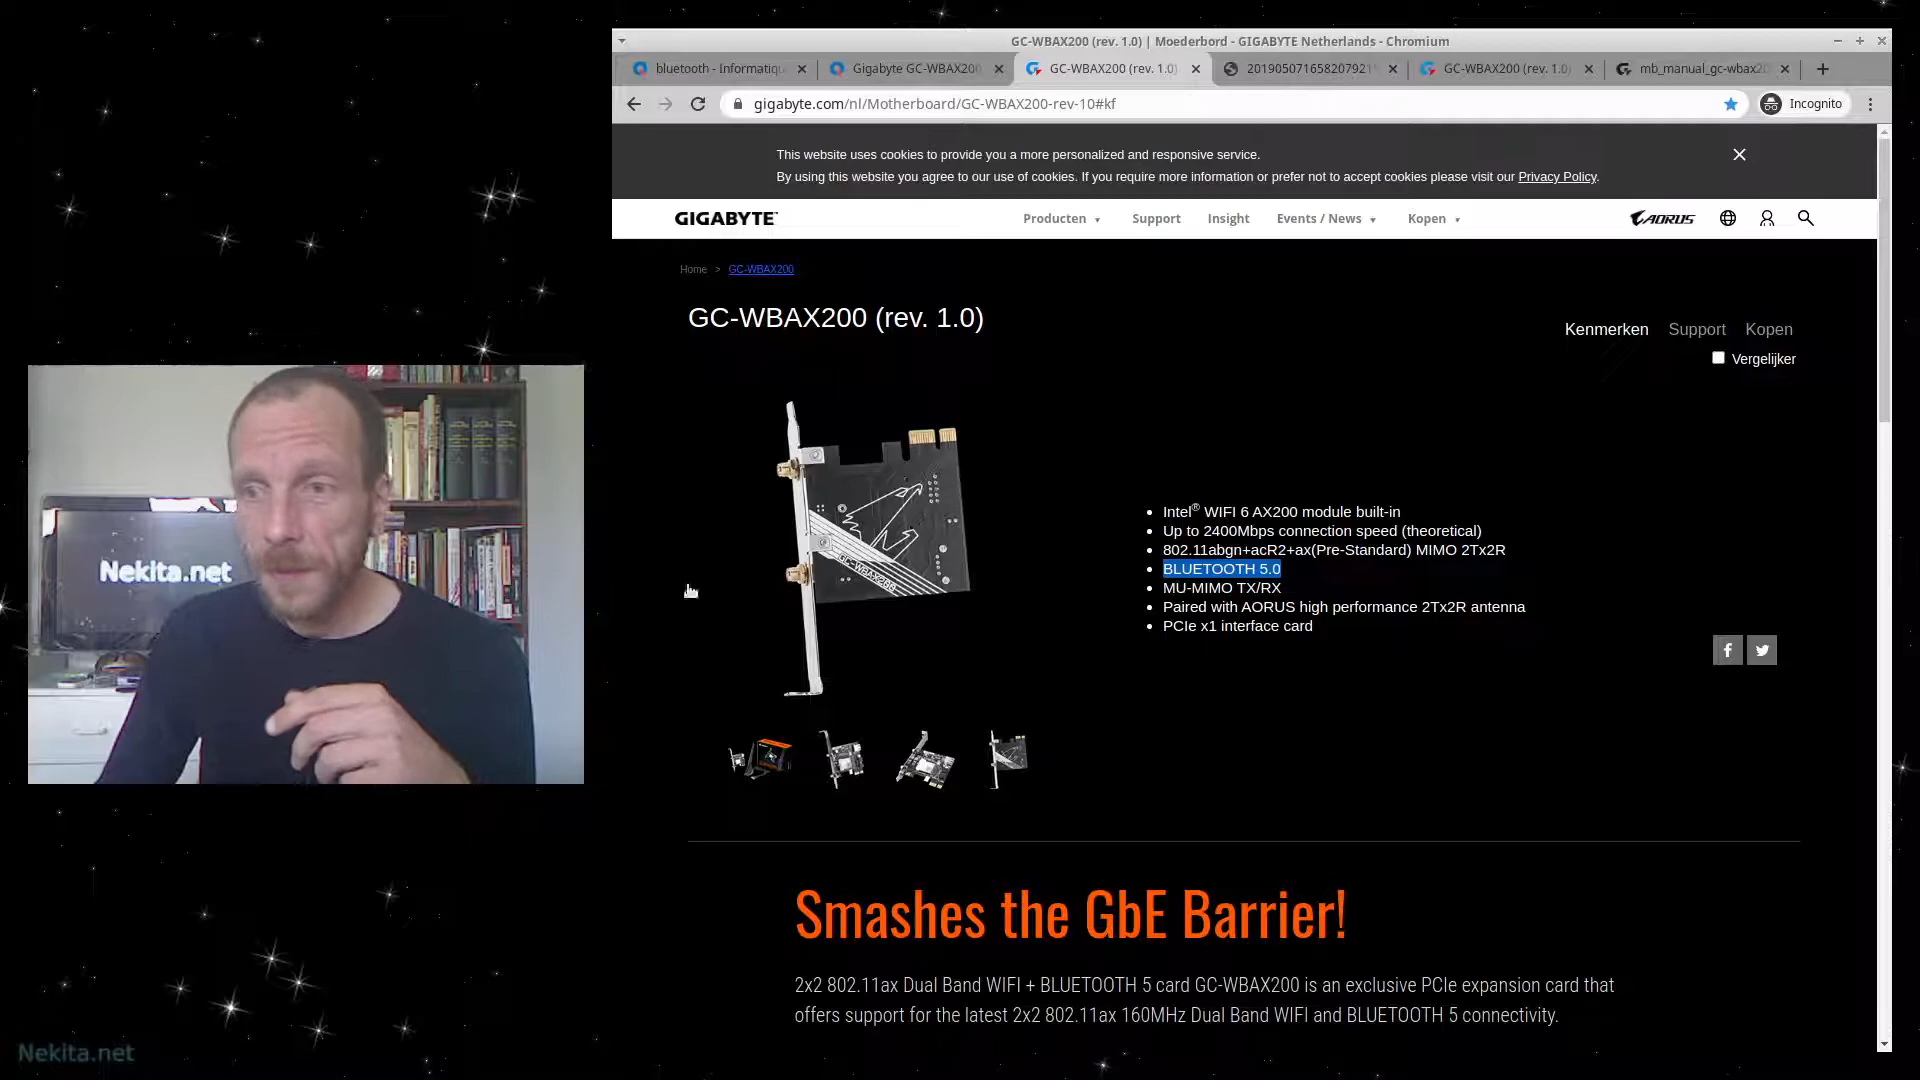 GC-WBAX200 (rev. 1.0) | Moederbord - GIGABYTE Netherlands - Chromium
bluetooth - Informatiqu
Gigabyte GC-WBAX200
GC-WBAX200 (rev. 1.0)
GC-WBAX200 (rev. 1.0)
mb_manual_gc-wbax20
gigabyte.com/nl/Motherboard/GC-WBAX200-rev-10#kf
Incognito
This website uses cookies to provide you a more personalized and responsive service.
By using this website you agree to our use of cookies. If you require more information or prefer not to accept cookies please visit our Privacy Policy.
GIGABYTE
Producten
Support
Insight
Events / News
Kopen
AORUS
Home > GC-WBAX200
GC-WBAX200 (rev. 1.0)
Kenmerken
Support
Kopen
Vergelijker
GC-WBAX200
Intel® WIFI 6 AX200 module built-in
Up to 2400Mbps connection speed (theoretical)
802.11abgn+acR2+ax(Pre-Standard) MIMO 2Tx2R
BLUETOOTH 5.0
MU-MIMO TX/RX
Paired with AORUS high performance 2Tx2R antenna
PCIe x1 interface card
Smashes the GbE Barrier!
2x2 802.11ax Dual Band WIFI + BLUETOOTH 5 card GC-WBAX200 is an exclusive PCIe expansion card that
offers support for the latest 2x2 802.11ax 160MHz Dual Band WIFI and BLUETOOTH 5 connectivity.
Nekita.net
Nekita.net